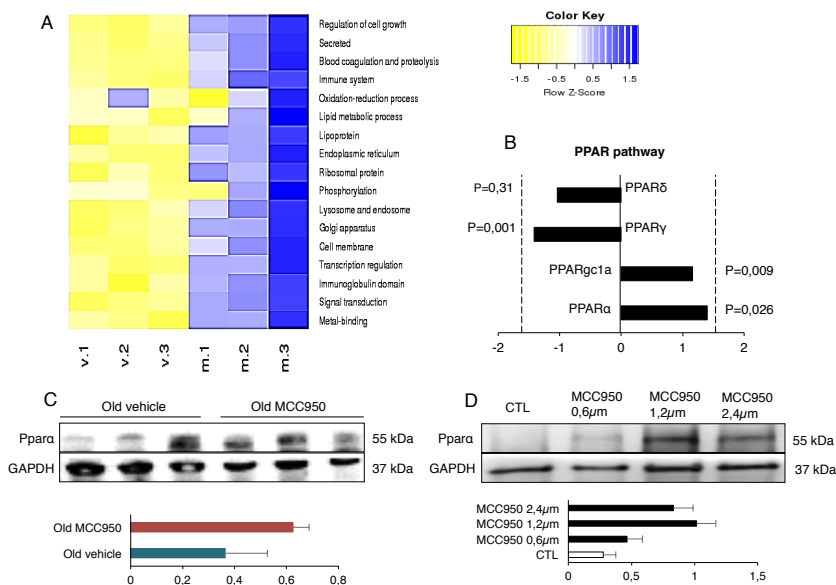 A
Regulation of cell growth
Secreted
Blood coagulation and proteolysis
Immune system
Oxidation-reduction process
Lipid metabolic process
Lipoprotein
Endoplasmic reticulum
Ribosomal protein
Phosphorylation
Lysosome and endosome
Golgi apparatus
Cell membrane
Transcription regulation
Immunoglobulin domain
Signal transduction
Metal-binding
v.1 v.2 v.3 m.1 m.2 m.3
Color Key
-1.5 -0.5 0.5 1.5
Row Z-Score
B
PPAR pathway
P=0,31 PPARδ
P=0,001 PPARγ
PPARgc1a P=0,009
PPARα P=0,026
-2 -1 0 1 2
C
Old vehicle Old MCC950
Pparα 55 kDa
GAPDH 37 kDa
Old MCC950
Old vehicle
0 0,2 0,4 0,6 0,8
D
CTL MCC950 MCC950 MCC950
0,6µm 1,2µm 2,4µm
Pparα 55 kDa
GAPDH 37 kDa
MCC950 2,4µm
MCC950 1,2µm
MCC950 0,6µm
CTL
0 0,5 1 1,5